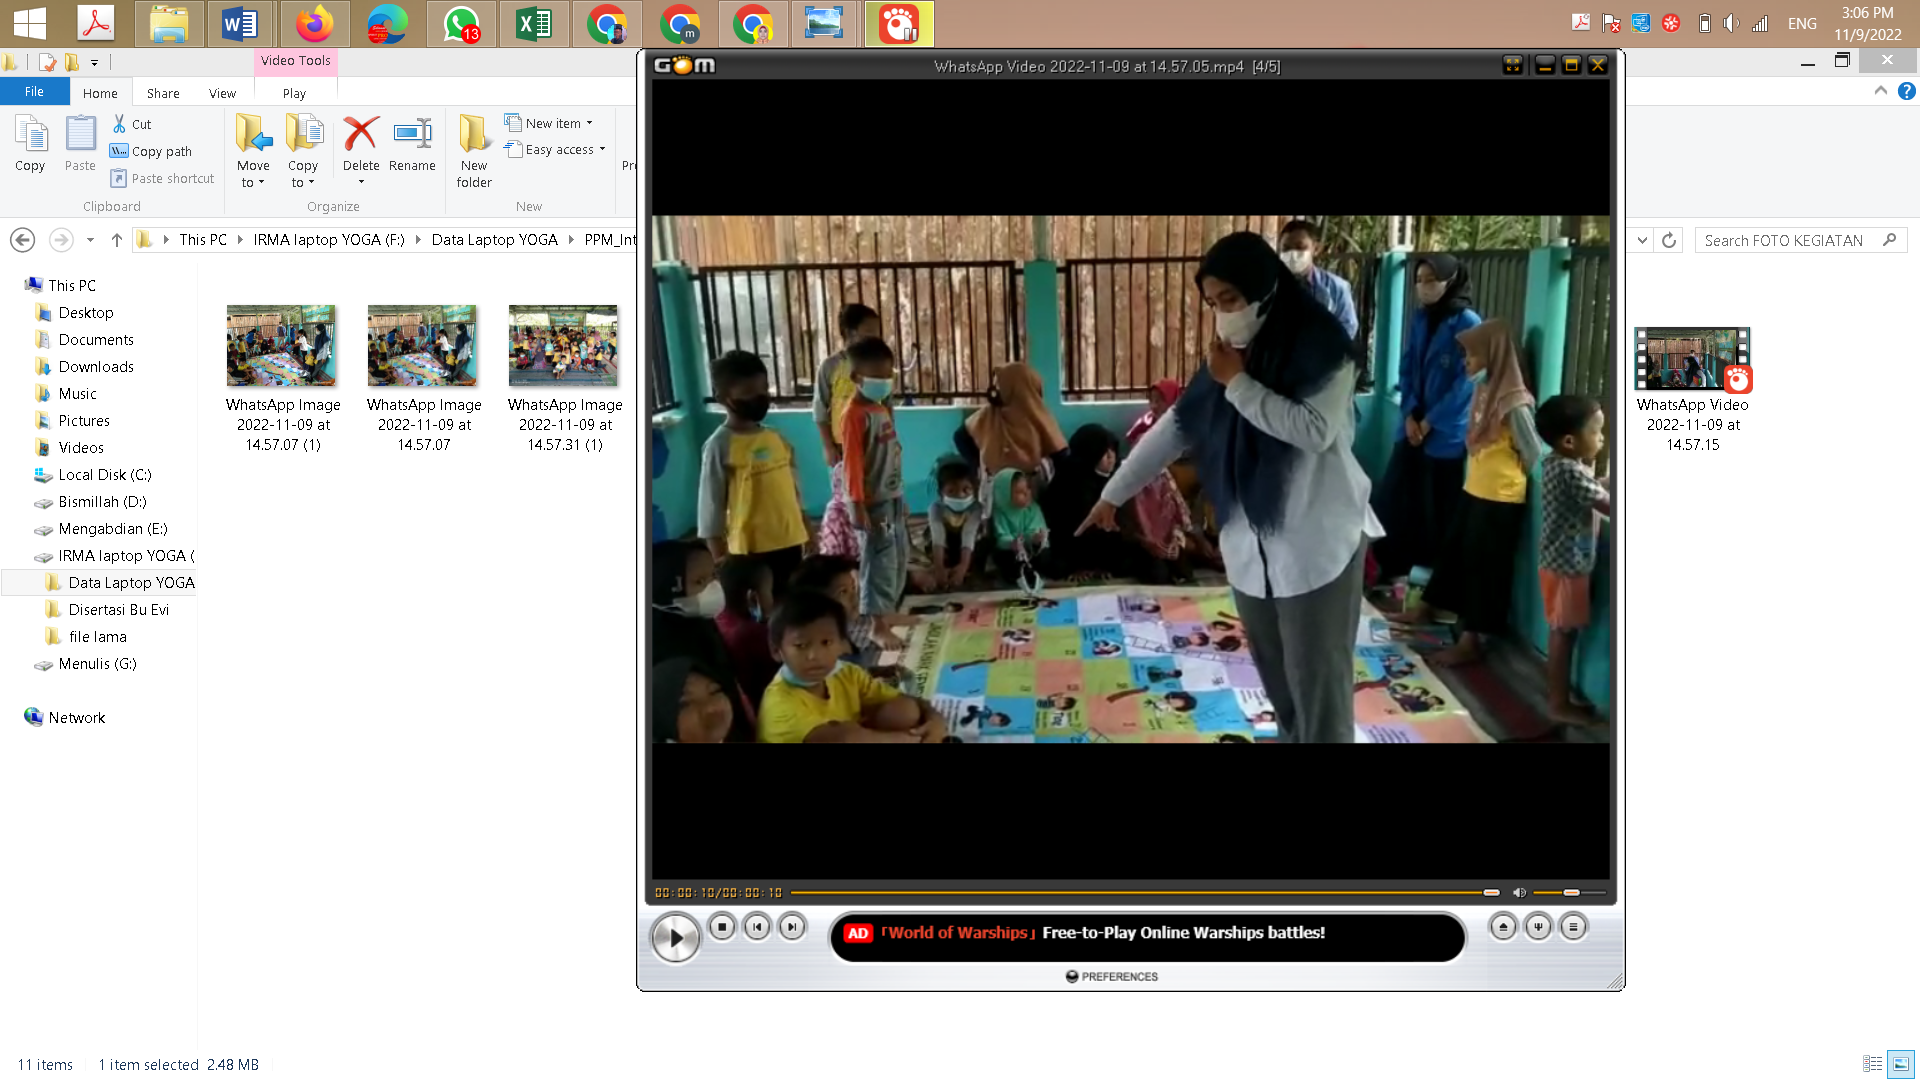 13
m
ENG
3:06 PM
11/9/2022
Video Tools
File
Home
Share
View
Play
Copy
Paste
Cut
Copy path
Paste shortcut
Clipboard
Move to
Copy to
Delete
Rename
Organize
New folder
New item
Easy access
New
Pr
This PC
IRMA laptop YOGA (F:)
Data Laptop YOGA
PPM_Int
Search FOTO KEGIATAN
This PC
Desktop
Documents
Downloads
Music
Pictures
Videos
Local Disk (C:)
Bismillah (D:)
Mengabdian (E:)
IRMA laptop YOGA (
Data Laptop YOGA
Disertasi Bu Evi
file lama
Menulis (G:)
Network
WhatsApp Image
2022-11-09 at
14.57.07 (1)
WhatsApp Image
2022-11-09 at
14.57.07
WhatsApp Image
2022-11-09 at
14.57.31 (1)
GOM
WhatsApp Video 2022-11-09 at 14.57.05.mp4 [4/5]
00:00:10/00:00:10
AD 「World of Warships」 Free-to-Play Online Warships battles!
PREFERENCES
WhatsApp Video
2022-11-09 at
14.57.15
11 items
1 item selected 2.48 MB